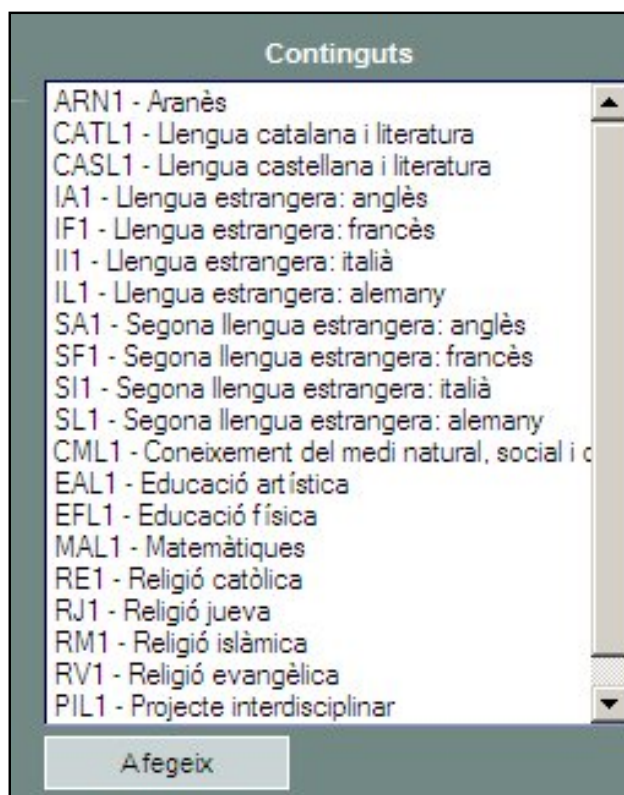 Continguts
ARN1 - Aranès
CATL1 - Llengua catalana i literatura
CASL1 - Llengua castellana i literatura
IA1 - Llengua estrangera: anglès
IF1 - Llengua estrangera: francès
II1 - Llengua estrangera: italià
IL1 - Llengua estrangera: alemany
SA1 - Segona llengua estrangera: anglès
SF1 - Segona llengua estrangera: francès
SI1 - Segona llengua estrangera: italià
SL1 - Segona llengua estrangera: alemany
CML1 - Coneixement del medi natural, social i c
EAL1 - Educació artística
EFL1 - Educació física
MAL1 - Matemàtiques
RE1 - Religió catòlica
RJ1 - Religió jueva
RM1 - Religió islàmica
RV1 - Religió evangèlica
PIL1 - Projecte interdisciplinar
Afegeix